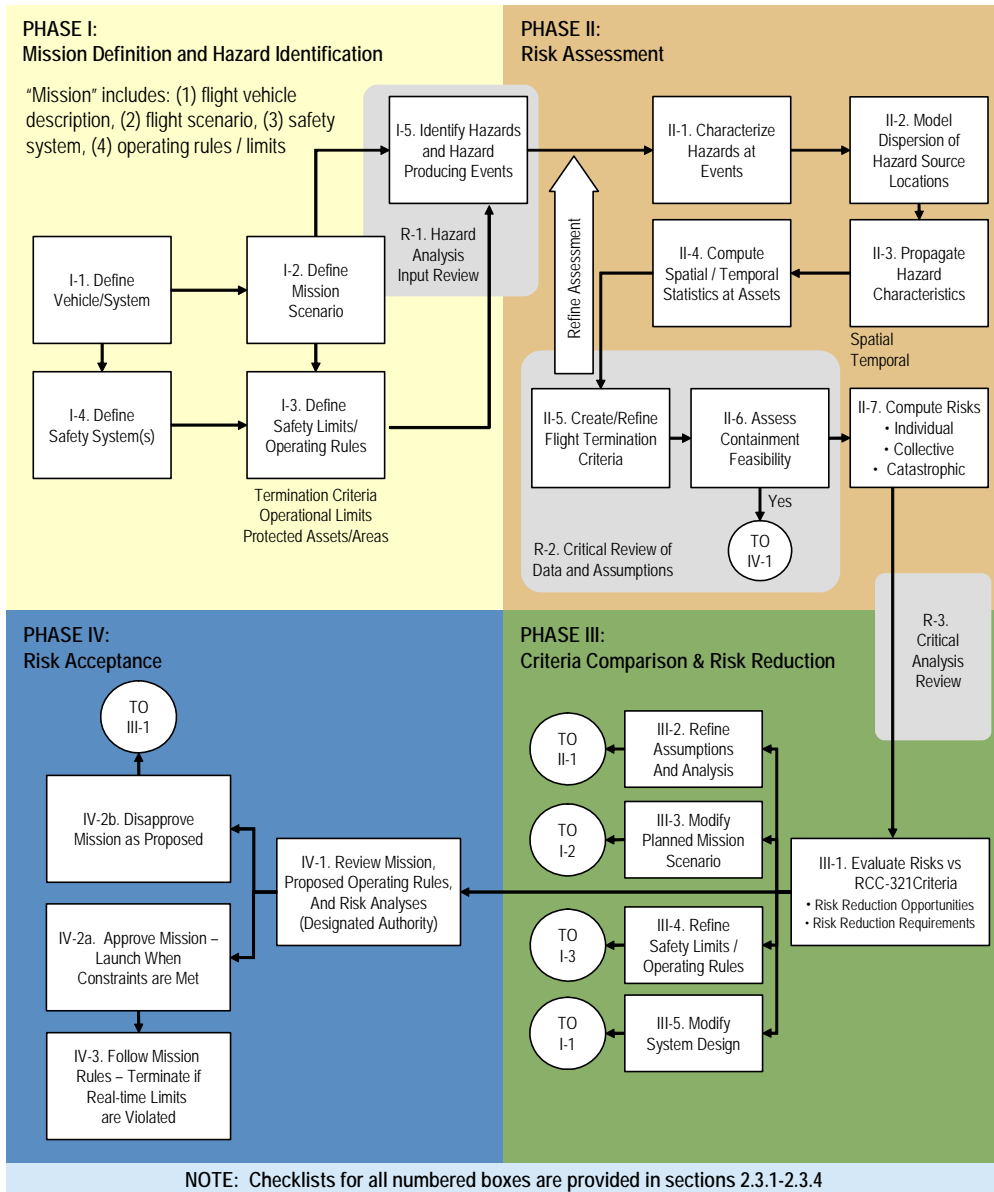 PHASE I:
Mission Definition and Hazard Identification
“Mission” includes: (1) flight vehicle
description, (2) flight scenario, (3) safety
system, (4) operating rules / limits
I-5. Identify Hazards
and Hazard
Producing Events
R-1. Hazard
Analysis
Input Review
I-1. Define
Vehicle/System
I-2. Define
Mission
Scenario
I-4. Define
Safety System(s)
I-3. Define
Safety Limits/
Operating Rules
Termination Criteria
Operational Limits
Protected Assets/Areas
PHASE II:
Risk Assessment
II-1. Characterize
Hazards at
Events
II-2. Model
Dispersion of
Hazard Source
Locations
Refine Assessment
II-4. Compute
Spatial / Temporal
Statistics at Assets
II-3. Propagate
Hazard
Characteristics
Spatial
Temporal
II-5. Create/Refine
Flight Termination
Criteria
II-6. Assess
Containment
Feasibility
II-7. Compute Risks
• Individual
• Collective
• Catastrophic
Yes
TO
IV-1
R-2. Critical Review of
Data and Assumptions
R-3.
Critical
Analysis
Review
PHASE IV:
Risk Acceptance
TO
III-1
IV-2b. Disapprove
Mission as Proposed
IV-1. Review Mission,
Proposed Operating Rules,
And Risk Analyses
(Designated Authority)
IV-2a. Approve Mission –
Launch When
Constraints are Met
IV-3. Follow Mission
Rules – Terminate if
Real-time Limits
are Violated
PHASE III:
Criteria Comparison & Risk Reduction
TO
II-1
III-2. Refine
Assumptions
And Analysis
TO
I-2
III-3. Modify
Planned Mission
Scenario
III-1. Evaluate Risks vs
RCC-321Criteria
• Risk Reduction Opportunities
• Risk Reduction Requirements
TO
I-3
III-4. Refine
Safety Limits /
Operating Rules
TO
I-1
III-5. Modify
System Design
NOTE: Checklists for all numbered boxes are provided in sections 2.3.1-2.3.4